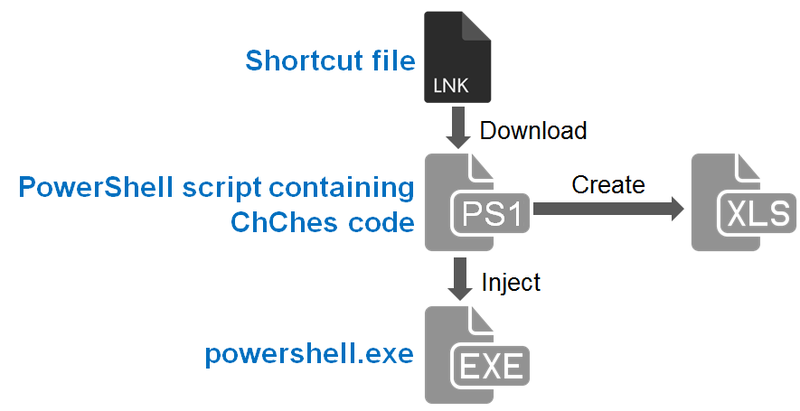 Shortcut file
LNK
Download
PowerShell script containing
ChChes code
PS1
Create
XLS
Inject
powershell.exe
EXE